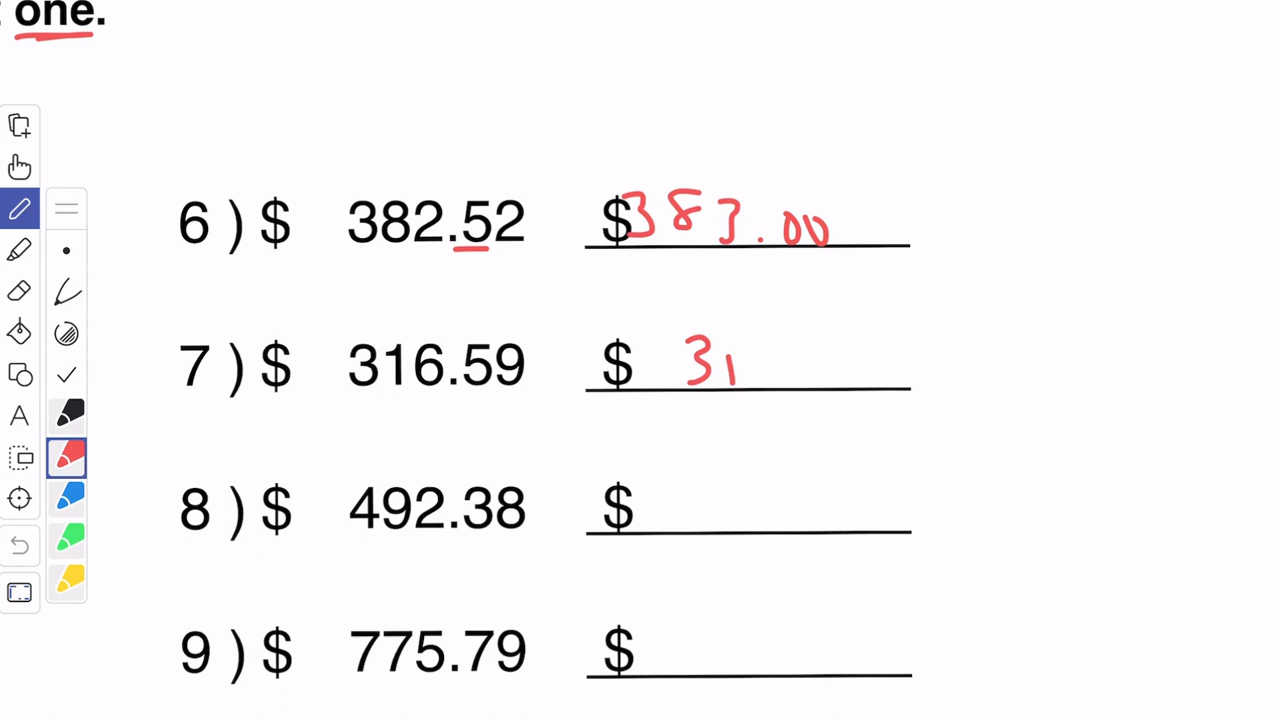 one.
6 ) $ 382.52 $383.00
7 ) $ 316.59 $ 31
8 ) $ 492.38 $
9 ) $ 775.79 $
A